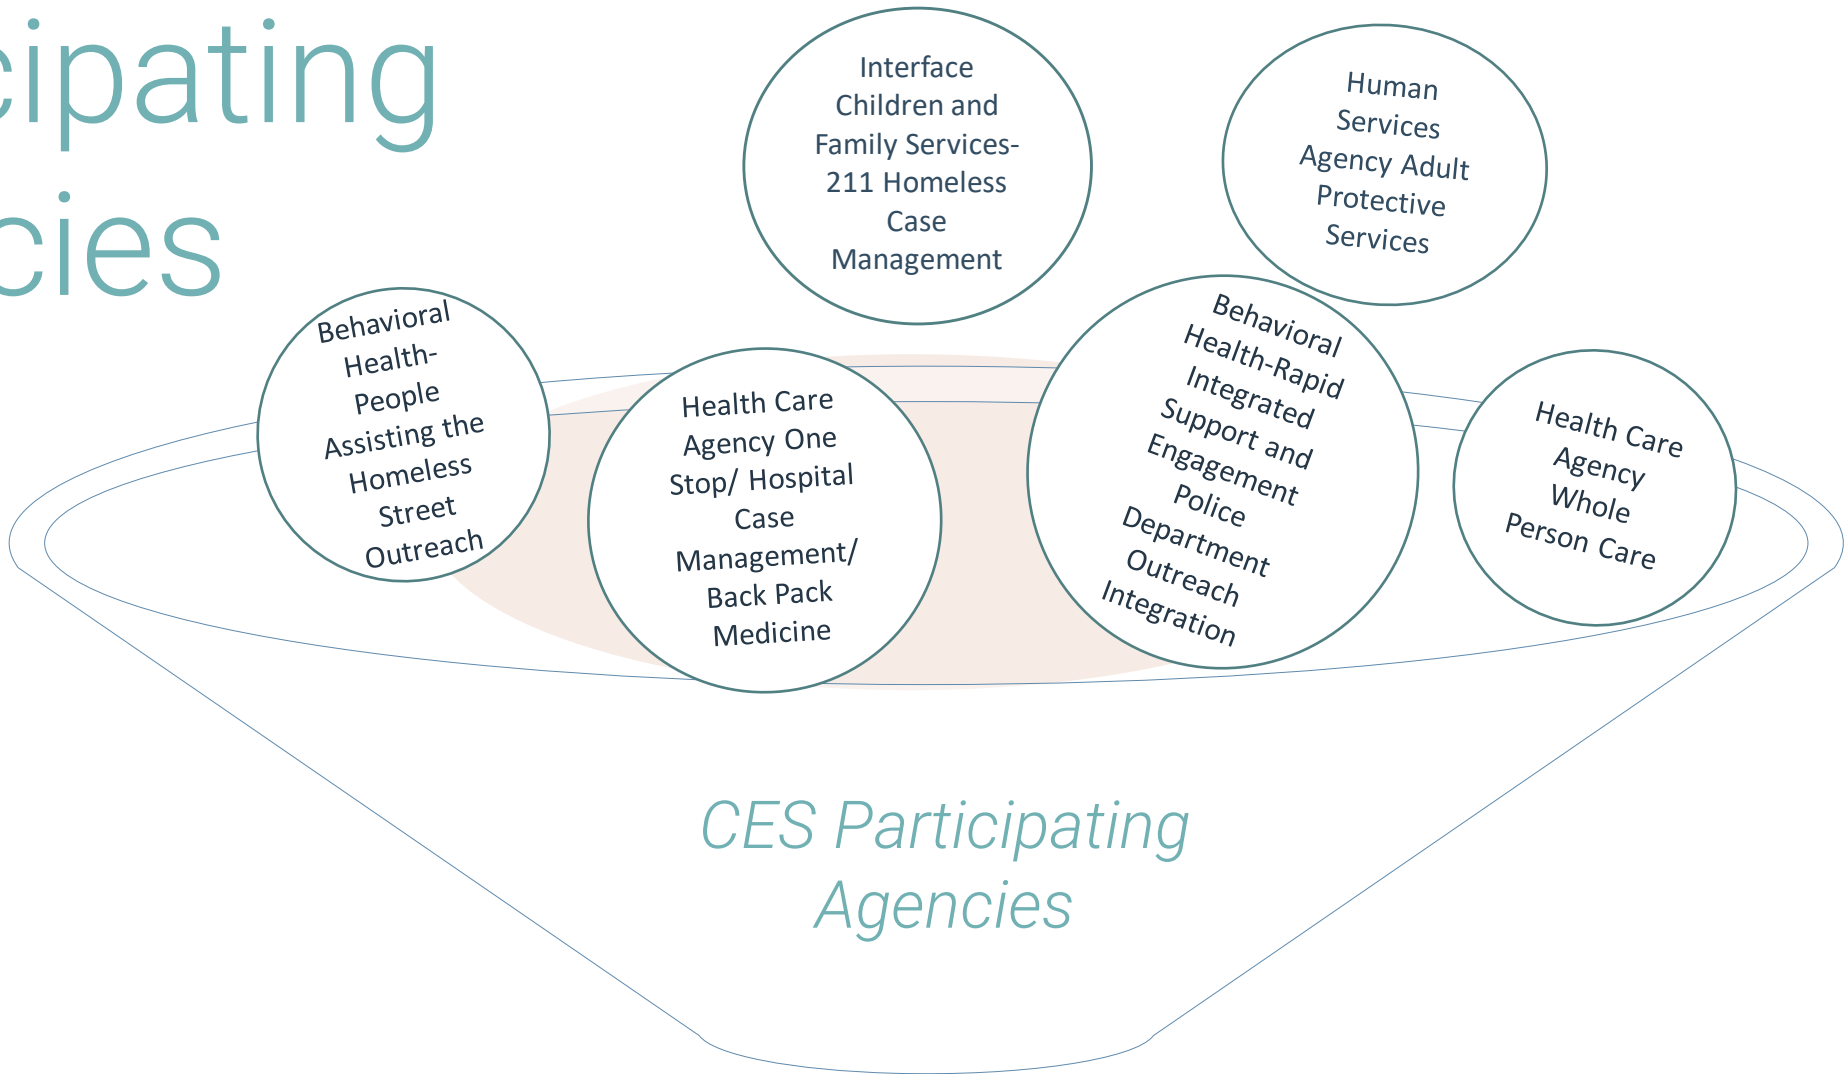 cipating
cies
Interface
Children and
Family Services-
211 Homeless
Case
Management
Human
Services
Agency Adult
Protective
Services
Behavioral
Health-
People
Assisting the
Homeless
Street
Outreach
Health Care
Agency One
Stop/ Hospital
Case
Management/
Back Pack
Medicine
Behavioral
Health-Rapid
Integrated
Support and
Engagement
Police
Department
Outreach
Integration
Health Care
Agency
Whole
Person Care
CES Participating
Agencies